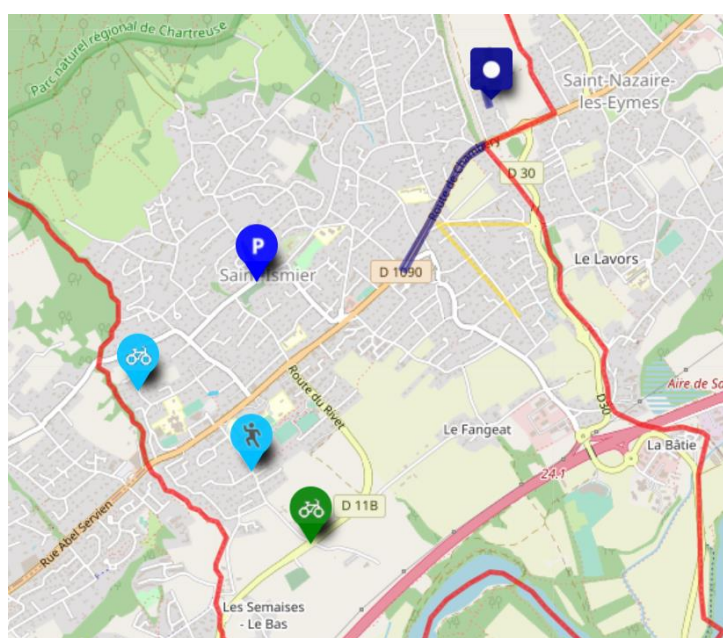 Parc naturel régional de Chartreuse
Saint-Nazaire-
les-Eymes
Route de Chambéry
D 30
P
Le Lavors
Saint-Ismier
D 1090
Route du Rivet
D30
Aire de Sa
Le Fangeat
La Bâtie
24.1
D 11B
Rue Abel Servien
Les Semaises
- Le Bas